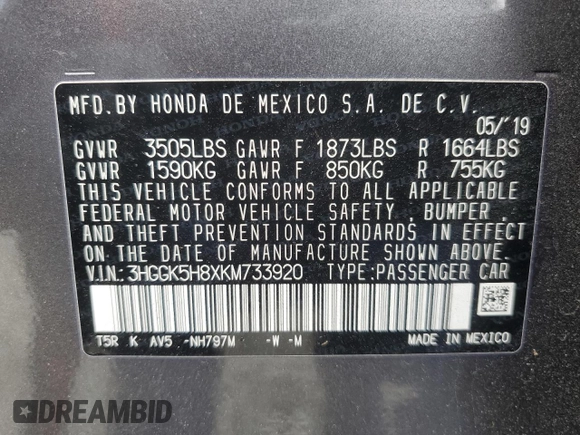 MFD.BY HONDA DE MEXICO S.A. DE C.V.
05/'19
GVWR 3505LBS GAWR F 1873LBS R 1664LBS
GVWR 1590KG GAWR F 850KG R 755KG
THIS VEHICLE CONFORMS TO ALL APPLICABLE
FEDERAL MOTOR VEHICLE SAFETY , BUMPER ,
AND THEFT PREVENTION STANDARDS IN EFFECT
ON THE DATE OF MANUFACTURE SHOWN ABOVE.
V.I.N.: 3HGGK5H8XKM733920 TYPE:PASSENGER CAR
T5R K AV5 -NH797M -W -M
MADE IN MEXICO
DREAMBID